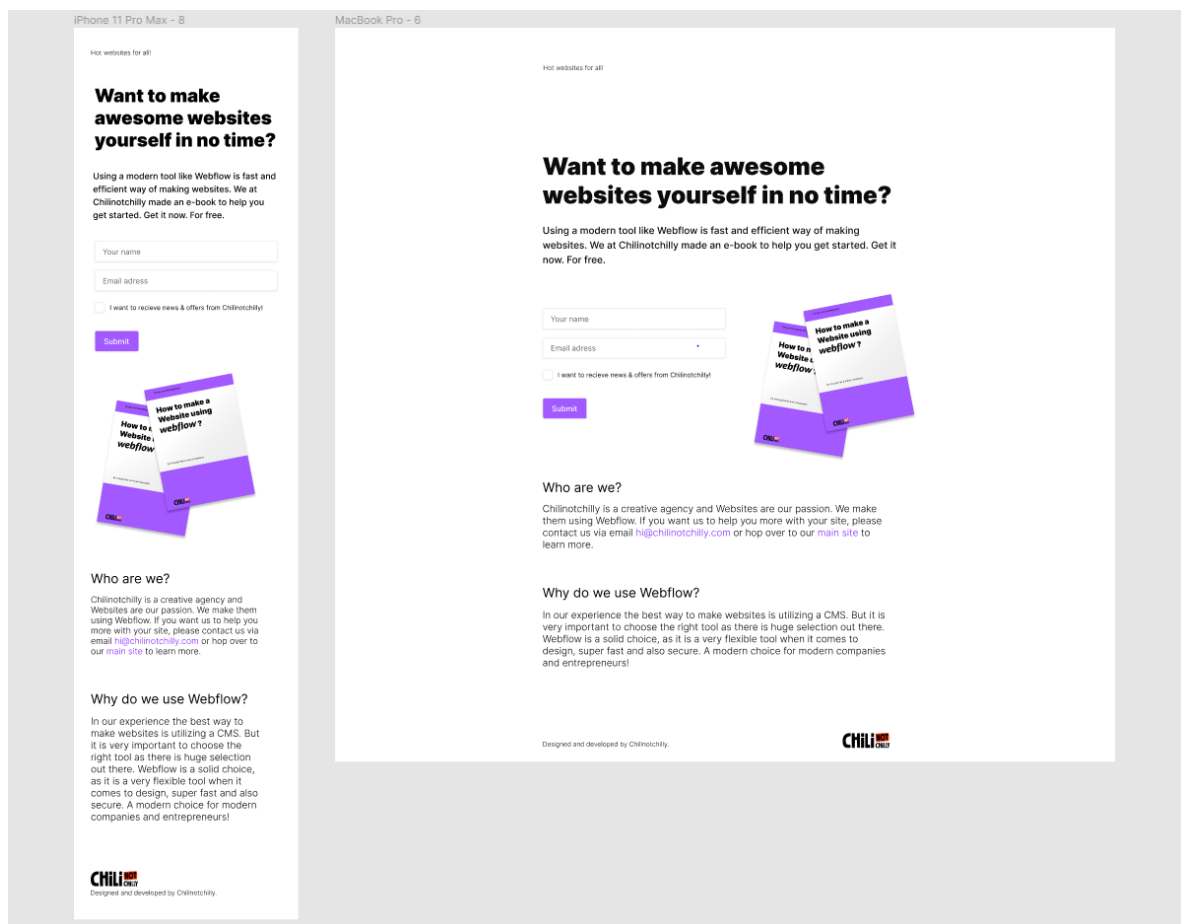 iPhone 11 Pro Max - 8
Hot websites for all!
Want to make
awesome websites
yourself in no time?
Using a modern tool like Webflow is fast and
efficient way of making websites. We at
Chilinotchilly made an e-book to help you
get started. Get it now. For free.
Your name
Email adress
I want to recieve news & offers from Chilinotchilly!
Submit
How to make a
Website using
webflow ?
CHiLi
Who are we?
Chilinotchilly is a creative agency and
Websites are our passion. We make them
using Webflow. If you want us to help you
more with your site, please contact us via
email hi@chilinotchilly.com or hop over to
our main site to learn more.
Why do we use Webflow?
In our experience the best way to
make websites is utilizing a CMS. But
it is very important to choose the
right tool as there is huge selection
out there. Webflow is a solid choice,
as it is a very flexible tool when it
comes to design, super fast and also
secure. A modern choice for modern
companies and entrepreneurs!
CHiLi NOT CHILLY
Designed and developed by Chilinotchilly.
MacBook Pro - 6
Hot websites for all!
Want to make awesome
websites yourself in no time?
Using a modern tool like Webflow is fast and efficient way of making
websites. We at Chilinotchilly made an e-book to help you get started. Get it
now. For free.
Your name
Email adress
I want to recieve news & offers from Chilinotchilly!
Submit
How to make a
Website using
webflow ?
CHiLi
Who are we?
Chilinotchilly is a creative agency and Websites are our passion. We make
them using Webflow. If you want us to help you more with your site, please
contact us via email hi@chilinotchilly.com or hop over to our main site to
learn more.
Why do we use Webflow?
In our experience the best way to make websites is utilizing a CMS. But it is
very important to choose the right tool as there is huge selection out there.
Webflow is a solid choice, as it is a very flexible tool when it comes to
design, super fast and also secure. A modern choice for modern companies
and entrepreneurs!
Designed and developed by Chilinotchilly.
CHiLi NOT CHILLY